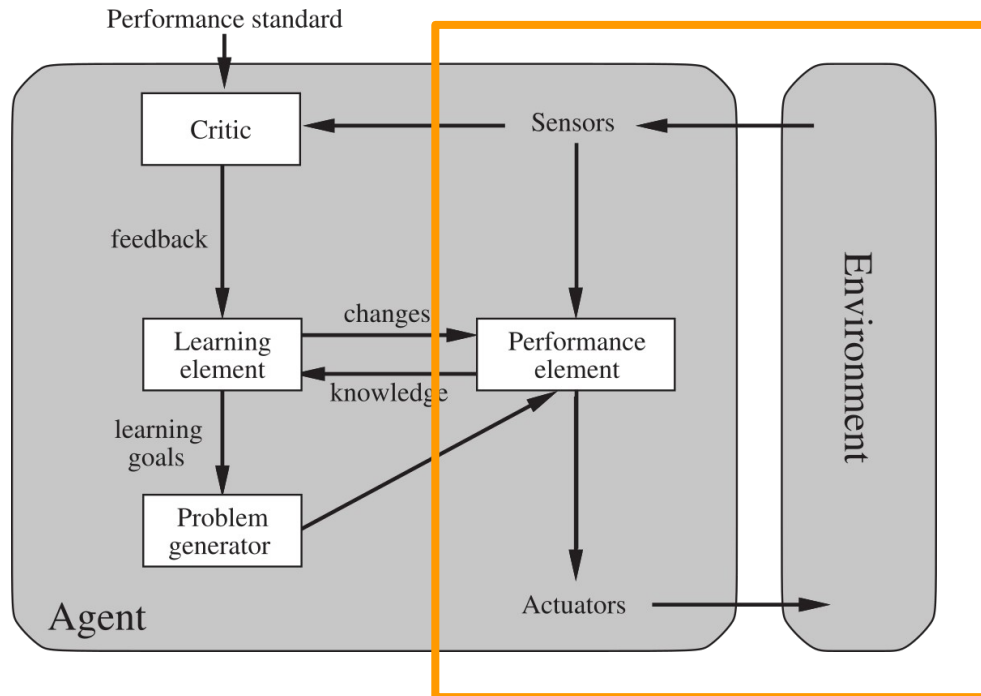 Performance standard
Critic
Sensors
feedback
changes
Learning
element
Performance
element
knowledge
learning
goals
Problem
generator
Environment
Actuators
Agent